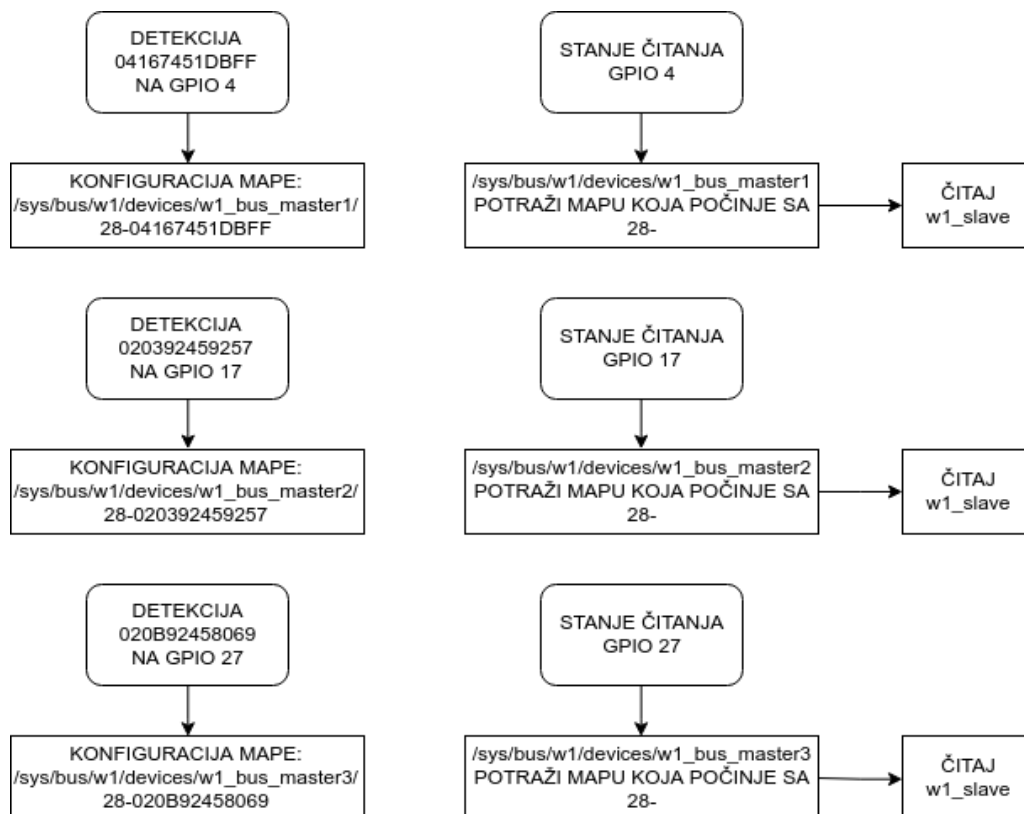 DETEKCIJA
04167451DBFF
NA GPIO 4
STANJE ČITANJA
GPIO 4
KONFIGURACIJA MAPE:
/sys/bus/w1/devices/w1_bus_master1/
28-04167451DBFF
/sys/bus/w1/devices/w1_bus_master1
POTRAŽI MAPU KOJA POČINJE SA
28-
ČITAJ
w1_slave
DETEKCIJA
020392459257
NA GPIO 17
STANJE ČITANJA
GPIO 17
KONFIGURACIJA MAPE:
/sys/bus/w1/devices/w1_bus_master2/
28-020392459257
/sys/bus/w1/devices/w1_bus_master2
POTRAŽI MAPU KOJA POČINJE SA
28-
ČITAJ
w1_slave
DETEKCIJA
020B92458069
NA GPIO 27
STANJE ČITANJA
GPIO 27
KONFIGURACIJA MAPE:
/sys/bus/w1/devices/w1_bus_master3/
28-020B92458069
/sys/bus/w1/devices/w1_bus_master3
POTRAŽI MAPU KOJA POČINJE SA
28-
ČITAJ
w1_slave